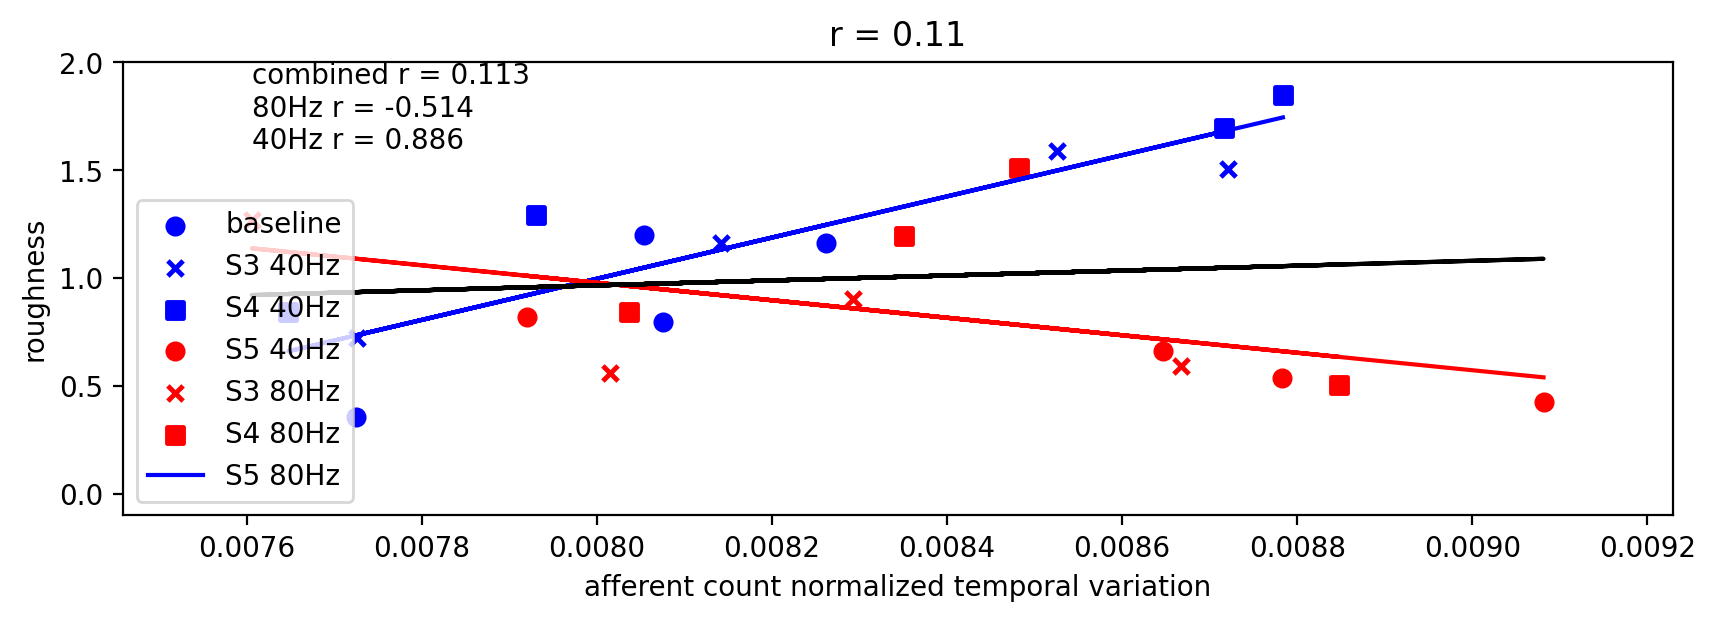 r = 0.11
combined r = 0.113
80Hz r = -0.514
40Hz r = 0.886
2.0
1.5
1.0
0.5
0.0
roughness
baseline
S3 40Hz
S4 40Hz
S5 40Hz
S3 80Hz
S4 80Hz
S5 80Hz
0.0076 0.0078 0.0080 0.0082 0.0084 0.0086 0.0088 0.0090 0.0092
afferent count normalized temporal variation